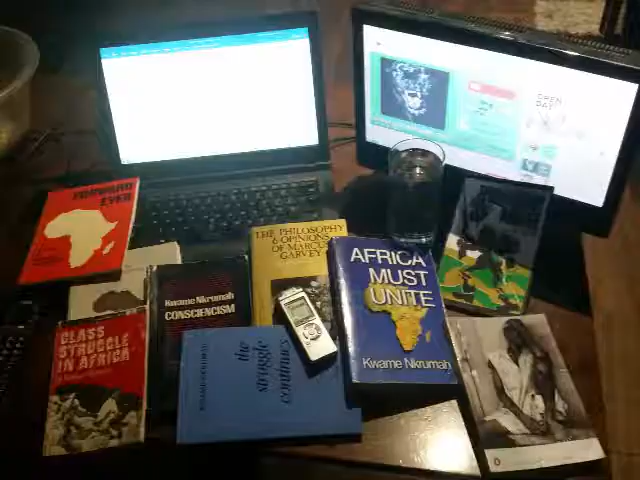 FORWARD
EVER
THE PHILOSOPHY
& OPINIONS
OF MARCUS
GARVEY
AFRICA
MUST
UNITE
Kwame Nkrumah
Kwame Nkrumah
CONSCIENCISM
CLASS
STRUGGLE
IN AFRICA
the
struggle
continues
OPEN
DAY